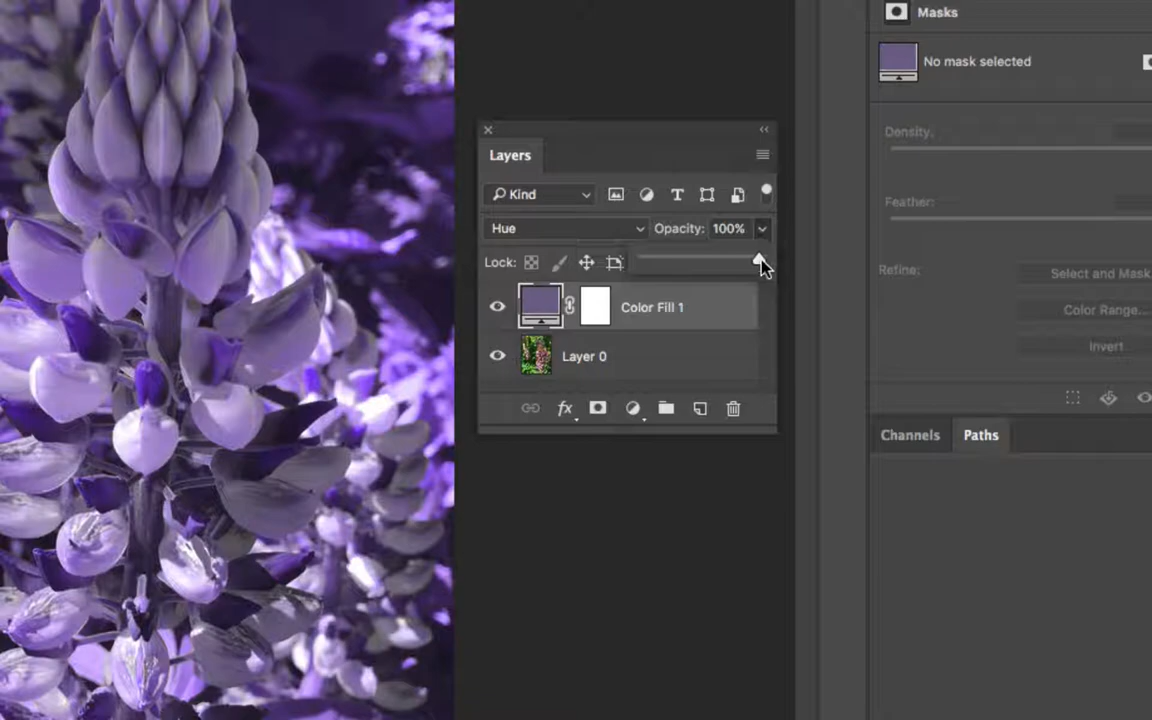 Masks
No mask selected
Density:
Feather:
Refine:
Select and Mask
Color Range...
Invert
Channels
Paths
Layers
Kind
Hue
Opacity: 100%
Lock:
Color Fill 1
Layer 0
fx